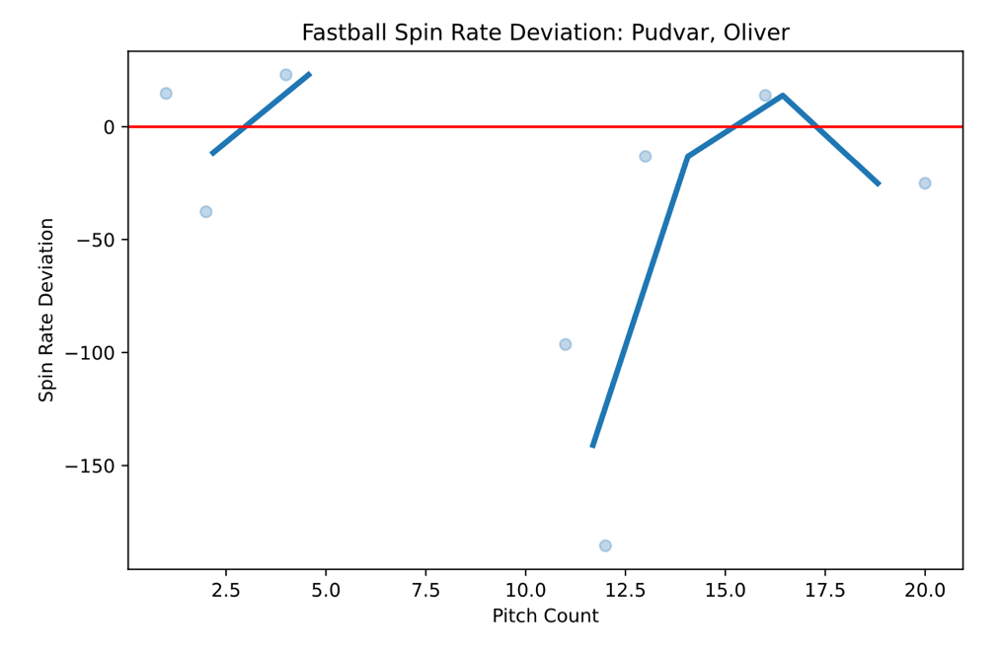 Fastball Spin Rate Deviation: Pudvar, Oliver
Spin Rate Deviation
0
−50
−100
−150
2.5 5.0 7.5 10.0 12.5 15.0 17.5 20.0
Pitch Count